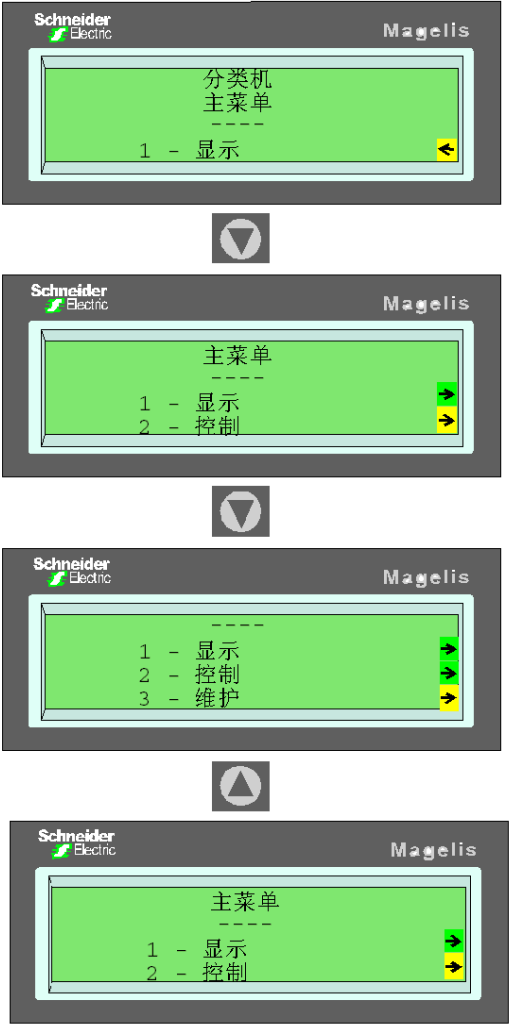 Schneider
Electric
Magelis
分类机
主菜单
----
1 - 显示
Schneider
Electric
Magelis
主菜单
----
1 - 显示
2 - 控制
Schneider
Electric
Magelis
----
1 - 显示
2 - 控制
3 - 维护
Schneider
Electric
Magelis
主菜单
----
1 - 显示
2 - 控制